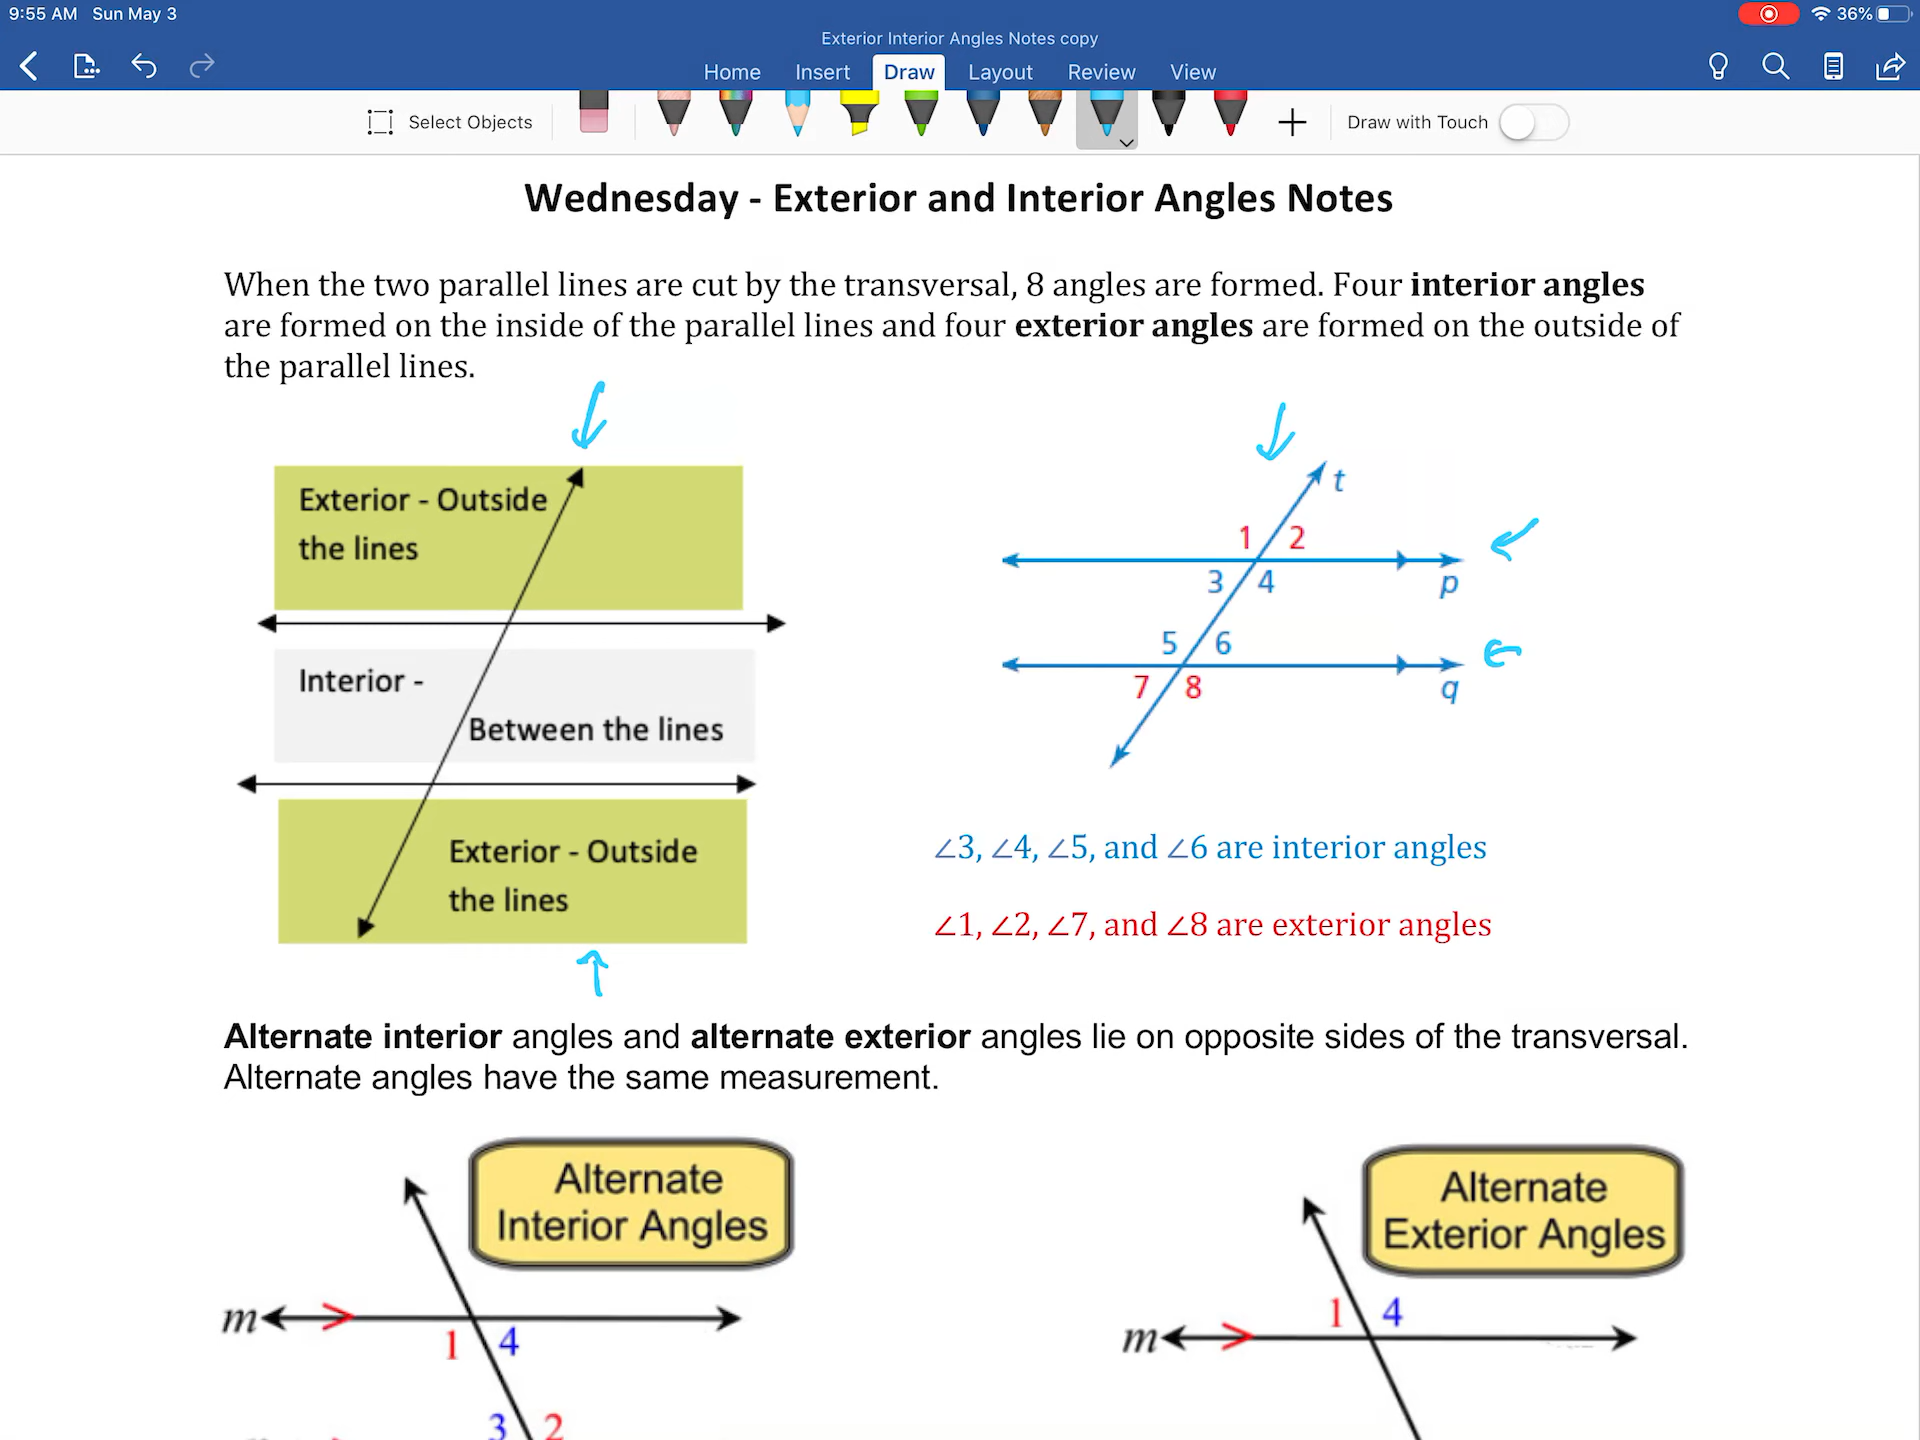 9:55 AM Sun May 3
36%
Exterior Interior Angles Notes copy
Home Insert Draw Layout Review View
Select Objects
Draw with Touch
Wednesday - Exterior and Interior Angles Notes
When the two parallel lines are cut by the transversal, 8 angles are formed. Four interior angles
are formed on the inside of the parallel lines and four exterior angles are formed on the outside of
the parallel lines.
Exterior - Outside
the lines
Interior -
Between the lines
Exterior - Outside
the lines
t
1 2
3 4
p
5 6
7 8
q
∠3, ∠4, ∠5, and ∠6 are interior angles
∠1, ∠2, ∠7, and ∠8 are exterior angles
Alternate interior angles and alternate exterior angles lie on opposite sides of the transversal.
Alternate angles have the same measurement.
Alternate
Interior Angles
m
1 4
3 2
Alternate
Exterior Angles
1 4
m